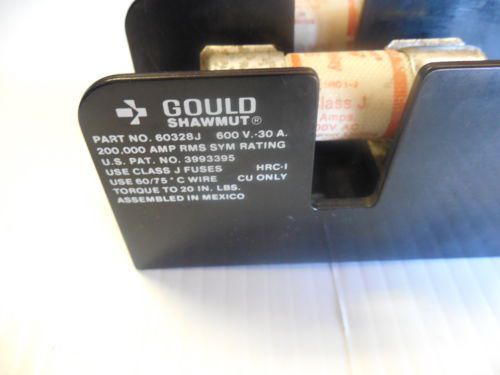 GOULD
SHAWMUT®
PART NO. 60328J 600 V.-30 A.
200,000 AMP RMS SYM RATING
U.S. PAT. NO. 3993395
USE CLASS J FUSES HRC-I
USE 60/75°C WIRE CU ONLY
TORQUE TO 20 IN. LBS.
ASSEMBLED IN MEXICO
Class J
Amps.